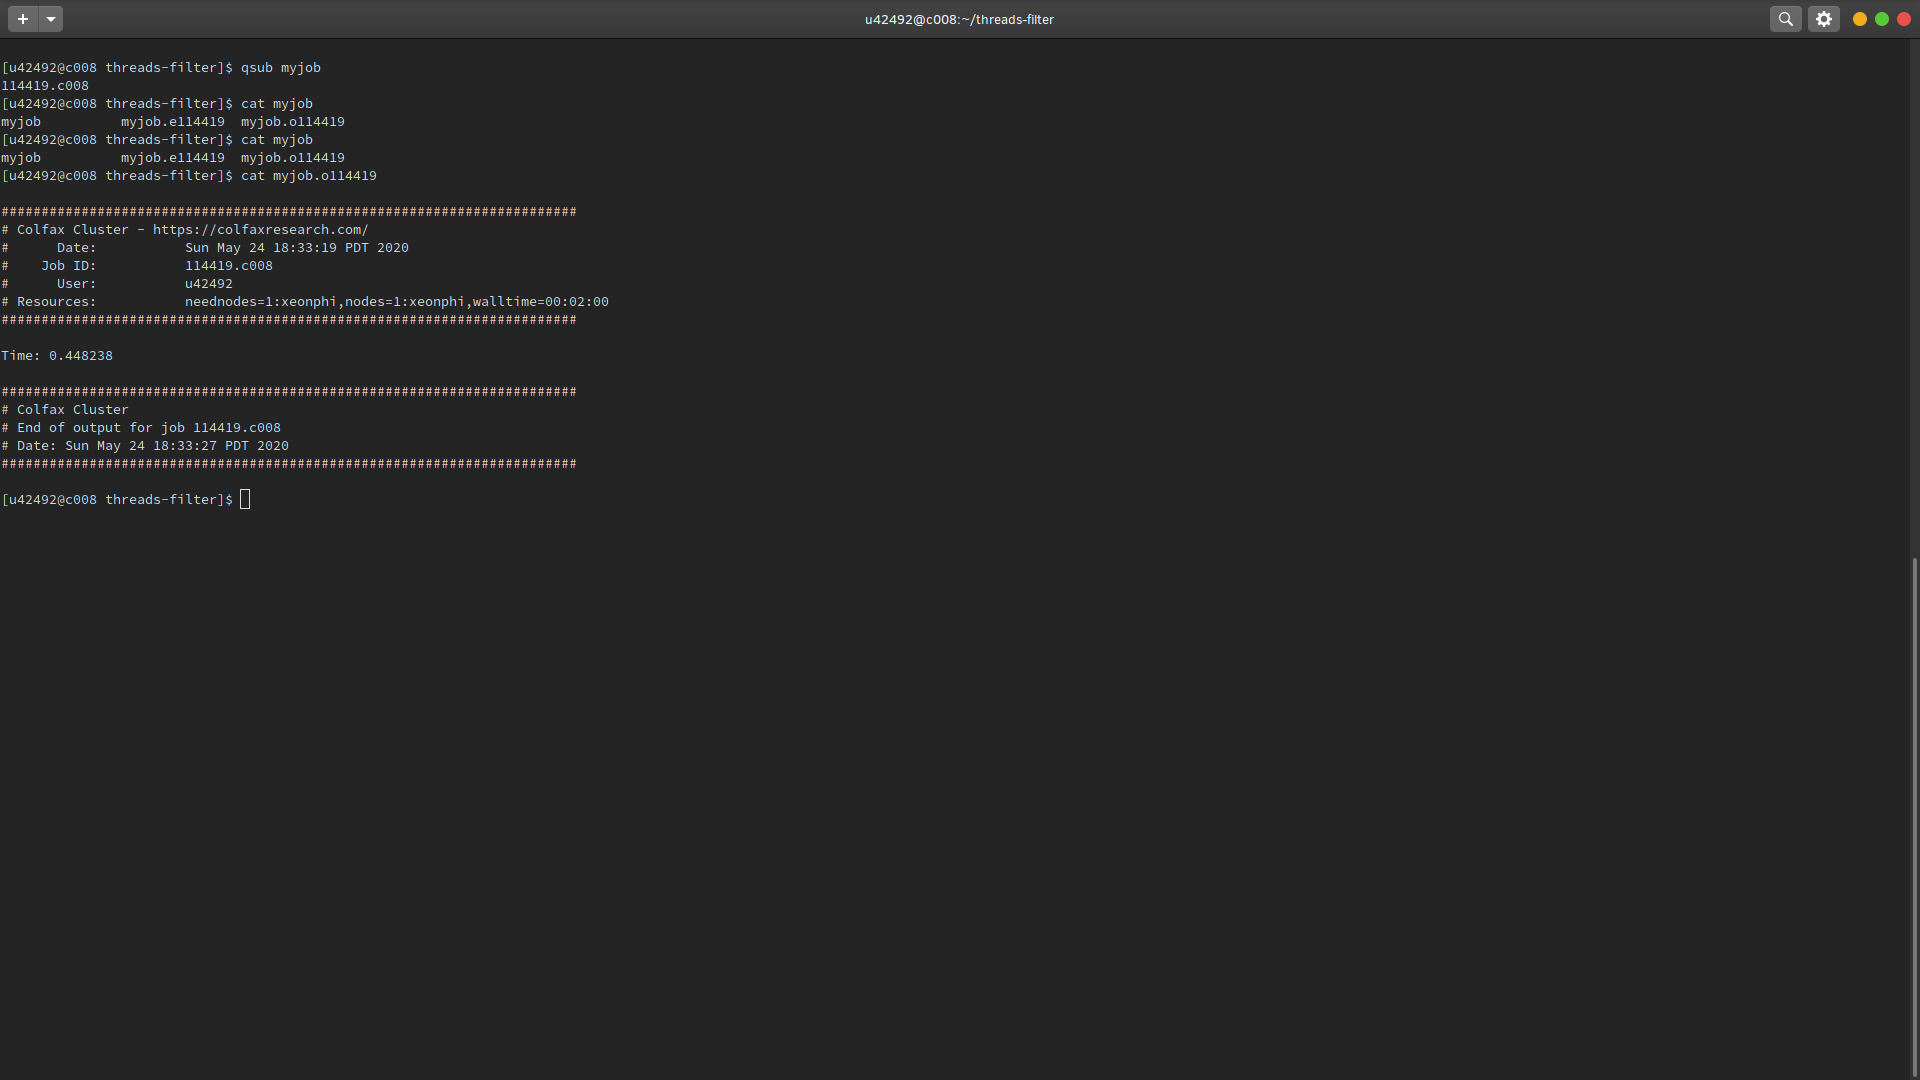 u42492@c008:~/threads-filter
[u42492@c008 threads-filter]$ qsub myjob
114419.c008
[u42492@c008 threads-filter]$ cat myjob
myjob          myjob.e114419  myjob.o114419
[u42492@c008 threads-filter]$ cat myjob
myjob          myjob.e114419  myjob.o114419
[u42492@c008 threads-filter]$ cat myjob.o114419
########################################################################
# Colfax Cluster - https://colfaxresearch.com/
#      Date:           Sun May 24 18:33:19 PDT 2020
#    Job ID:           114419.c008
#      User:           u42492
# Resources:           neednodes=1:xeonphi,nodes=1:xeonphi,walltime=00:02:00
########################################################################
Time: 0.448238
########################################################################
# Colfax Cluster
# End of output for job 114419.c008
# Date: Sun May 24 18:33:27 PDT 2020
########################################################################
[u42492@c008 threads-filter]$